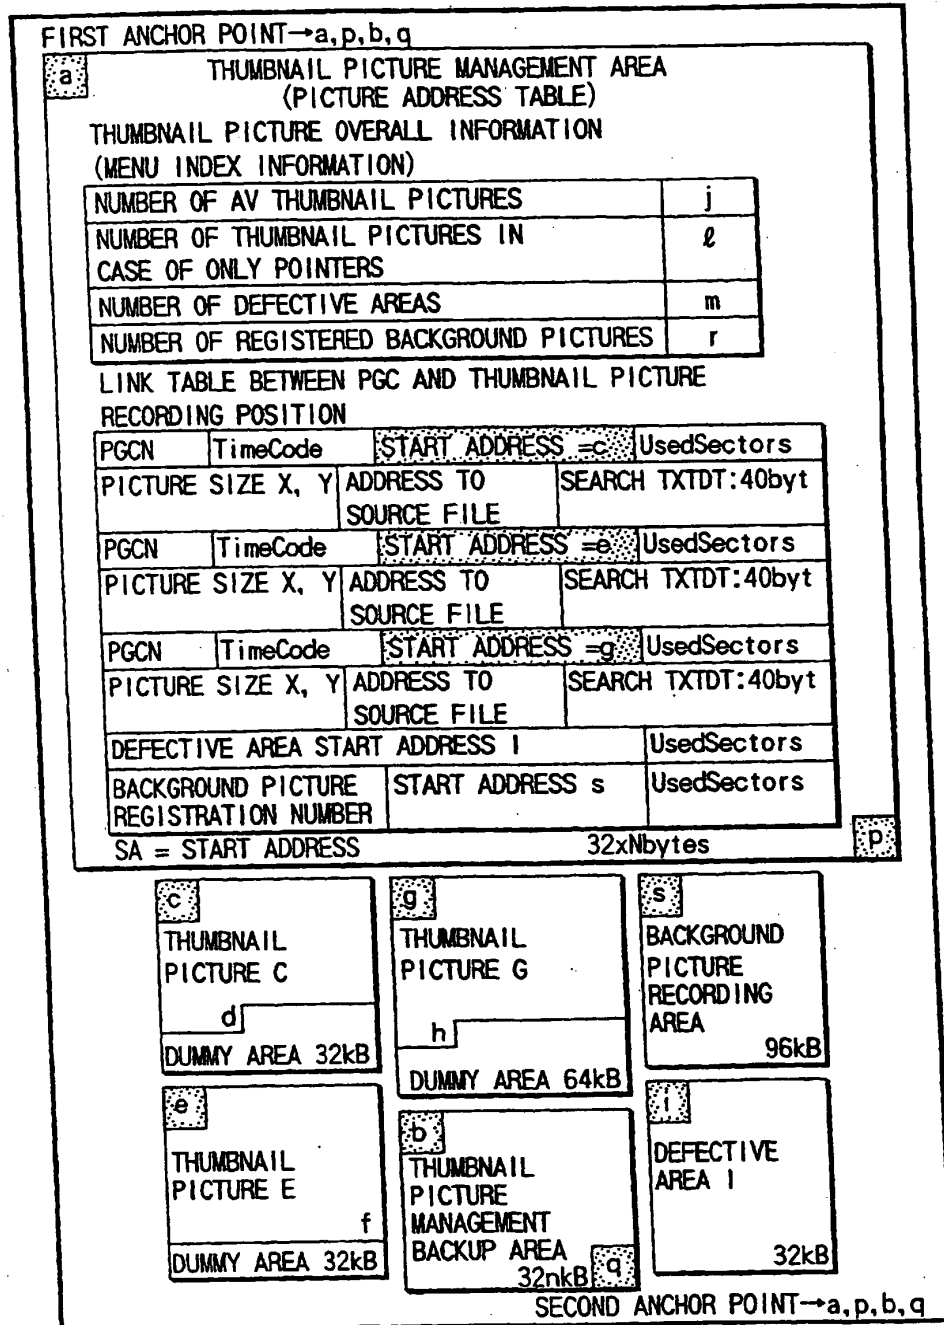 FIRST ANCHOR POINT→a,p,b,q
a
THUMBNAIL PICTURE MANAGEMENT AREA
(PICTURE ADDRESS TABLE)
THUMBNAIL PICTURE OVERALL INFORMATION
(MENU INDEX INFORMATION)
NUMBER OF AV THUMBNAIL PICTURES j
NUMBER OF THUMBNAIL PICTURES IN ℓ
CASE OF ONLY POINTERS
NUMBER OF DEFECTIVE AREAS m
NUMBER OF REGISTERED BACKGROUND PICTURES r
LINK TABLE BETWEEN PGC AND THUMBNAIL PICTURE
RECORDING POSITION
PGCN TimeCode START ADDRESS =c UsedSectors
PICTURE SIZE X, Y ADDRESS TO SEARCH TXTDT:40byt
SOURCE FILE
PGCN TimeCode START ADDRESS =e UsedSectors
PICTURE SIZE X, Y ADDRESS TO SEARCH TXTDT:40byt
SOURCE FILE
PGCN TimeCode START ADDRESS =g UsedSectors
PICTURE SIZE X, Y ADDRESS TO SEARCH TXTDT:40byt
SOURCE FILE
DEFECTIVE AREA START ADDRESS I UsedSectors
BACKGROUND PICTURE START ADDRESS s UsedSectors
REGISTRATION NUMBER
SA = START ADDRESS 32xNbytes p
c
THUMBNAIL
PICTURE C
d
DUMMY AREA 32kB
g
THUMBNAIL
PICTURE G
h
DUMMY AREA 64kB
s
BACKGROUND
PICTURE
RECORDING
AREA
96kB
e
THUMBNAIL
PICTURE E
f
DUMMY AREA 32kB
b
THUMBNAIL
PICTURE
MANAGEMENT
BACKUP AREA
32nkB q
i
DEFECTIVE
AREA I
32kB
SECOND ANCHOR POINT→a,p,b,q